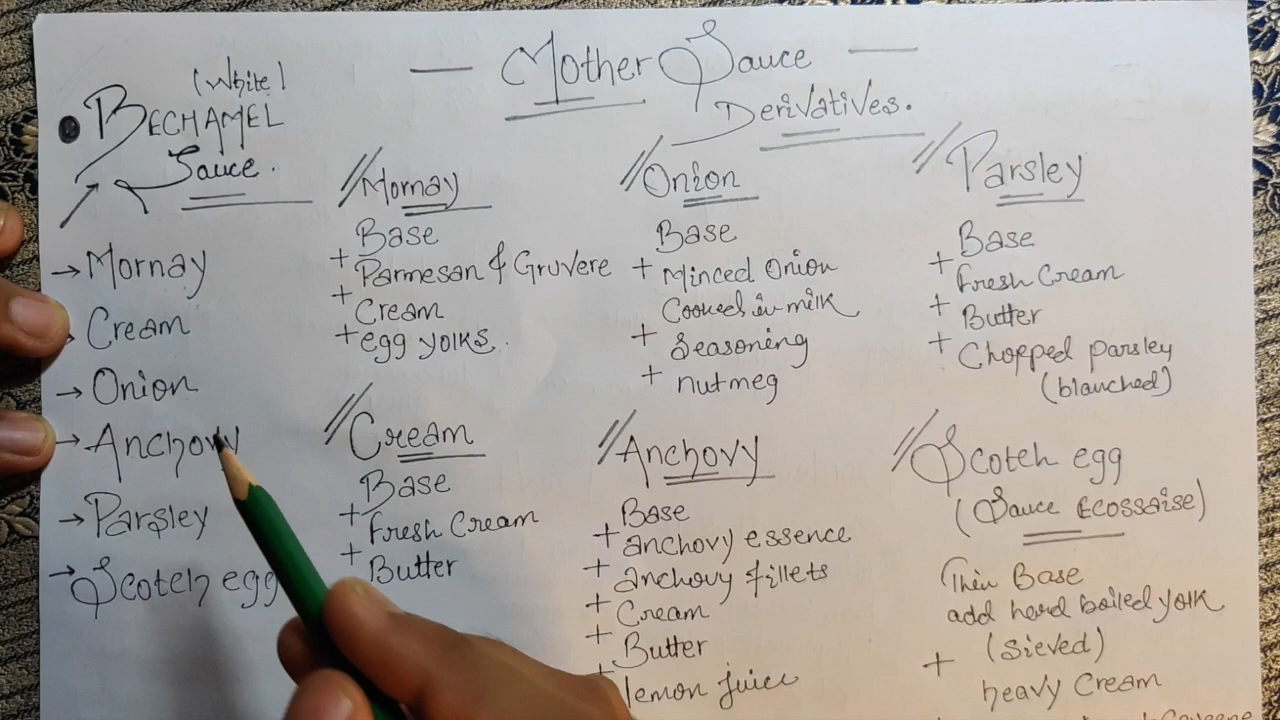 — Mother Sauce —
Derivatives.
(White)
• BECHAMEL
Sauce.
→ Mornay
Cream
→ Onion
→ Anchovy
→ Parsley
→ Scotch egg
// Mornay
Base
+ Parmesan & Gruvere
+ Cream
+ egg yolks.
// Cream
Base
+ Fresh Cream
+ Butter
// Onion
Base
+ Minced Onion
Cooked in milk
+ Seasoning
+ nutmeg
// Anchovy
Base
+ anchovy essence
+ anchovy fillets
+ Cream
+ Butter
+ lemon juice
// Parsley
+ Base
+ Fresh Cream
+ Butter
+ Chopped parsley
(blanched)
// Scotch egg
(Sauce Ecossaise)
Thin Base
add hard boiled yolk
(Sieved)
+ heavy Cream